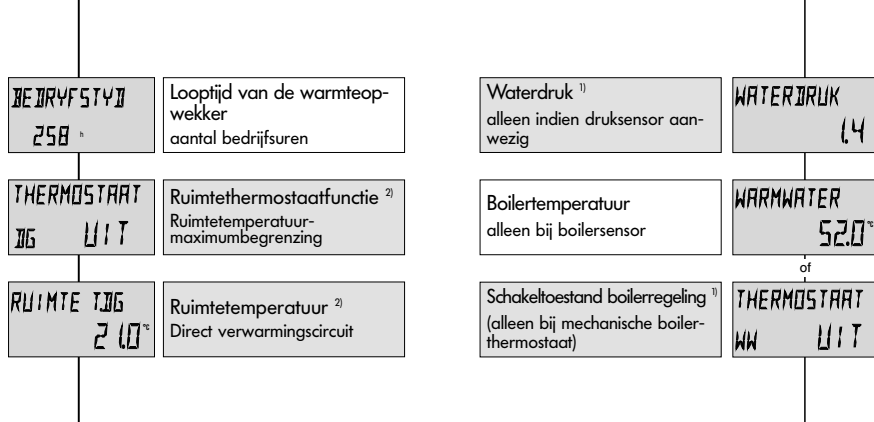 BEDRYFSTYD
258 h
Looptijd van de warmteop-
wekker
aantal bedrijfsuren
THERMOSTAAT
DG UIT
Ruimtethermostaatfunctie 2)
Ruimtetemperatuur-
maximumbegrenzing
RUIMTE T.DG
21.0 °C
Ruimtetemperatuur 2)
Direct verwarmingscircuit
Waterdruk 1)
alleen indien druksensor aan-
wezig
WATERDRUK
1.4
Boilertemperatuur
alleen bij boilersensor
WARMWATER
52.0 °C
of
Schakeltoestand boilerregeling 1)
(alleen bij mechanische boiler-
thermostaat)
THERMOSTAAT
WW UIT